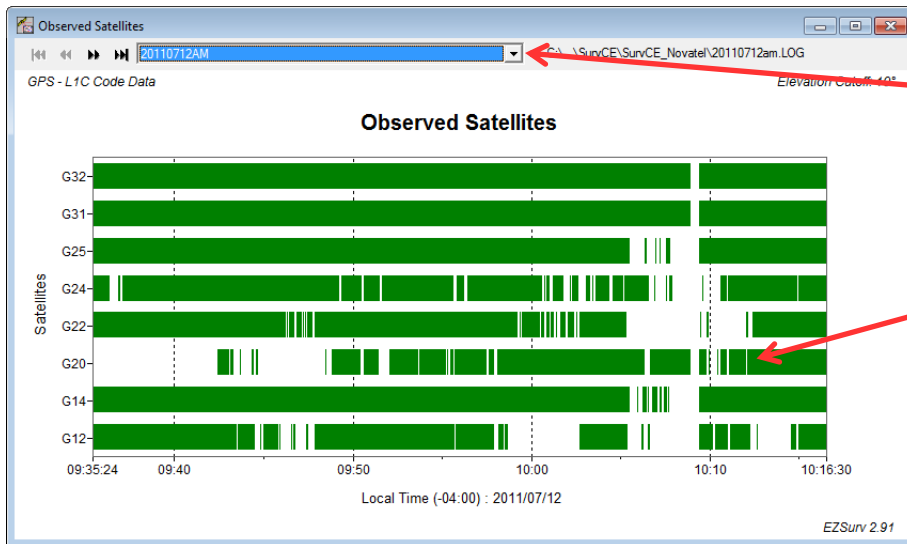 Observed Satellites
20110712AM
C:\...\SurvCE\SurvCE_Novatel\20110712am.LOG
GPS - L1C Code Data
Elevation Cutoff: 10°
Observed Satellites
Satellites
G32
G31
G25
G24
G22
G20
G14
G12
09:35:24 09:40 09:50 10:00 10:10 10:16:30
Local Time (-04:00) : 2011/07/12
EZSurv 2.91